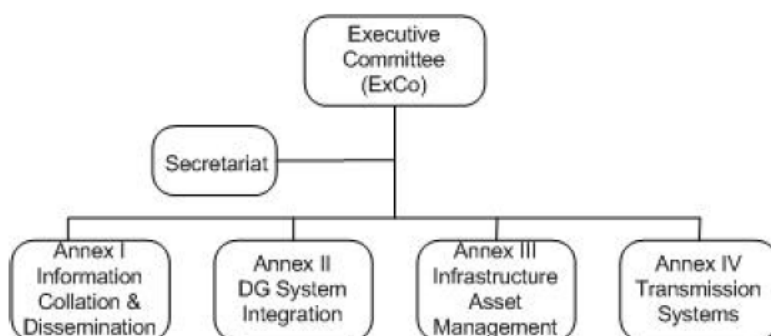 Executive
Committee
(ExCo)
Secretariat
Annex I
Information
Collation &
Dissemination
Annex II
DG System
Integration
Annex III
Infrastructure
Asset
Management
Annex IV
Transmission
Systems